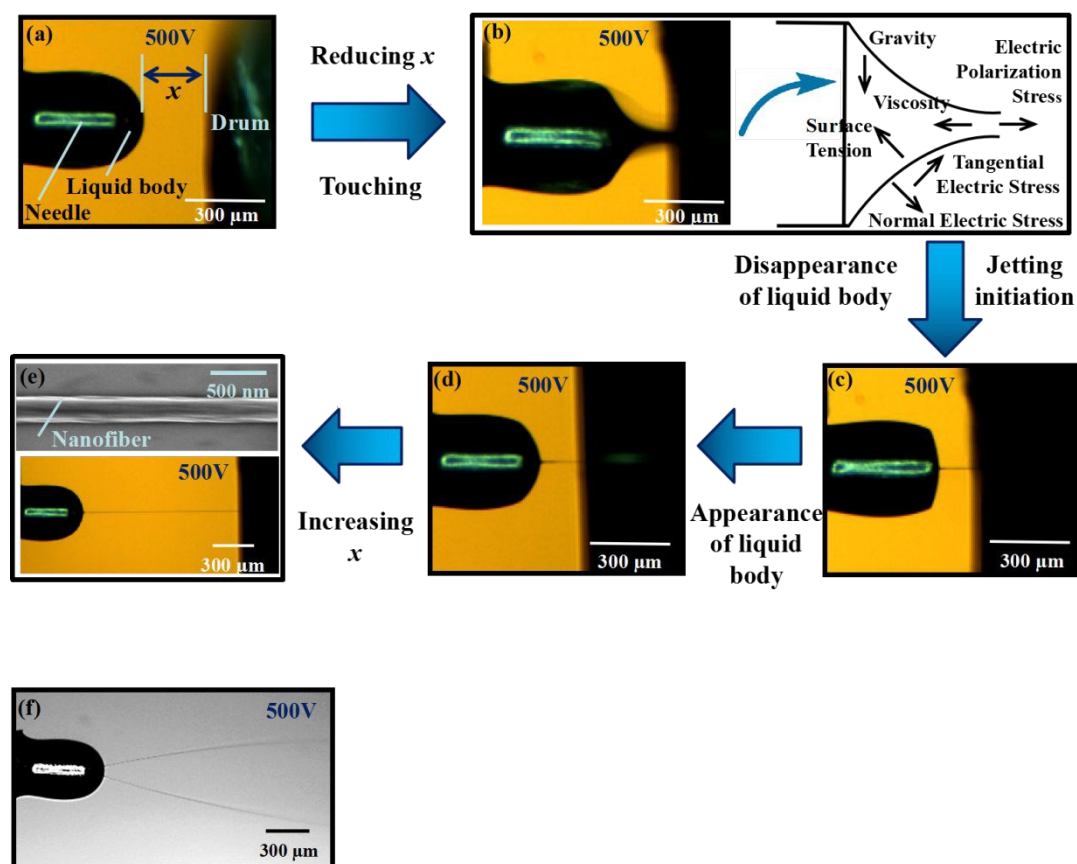 (a)
500V
x
Drum
Liquid body
Needle
300 µm
Reducing x
Touching
(b)
500V
300 µm
Gravity
Electric
Polarization
Stress
Viscosity
Surface
Tension
Tangential
Electric Stress
Normal Electric Stress
Disappearance
of liquid body
Jetting
initiation
(c)
500V
300 µm
Appearance
of liquid
body
(d)
500V
300 µm
Increasing
x
(e)
500 nm
Nanofiber
500V
300 µm
(f)
500V
300 µm